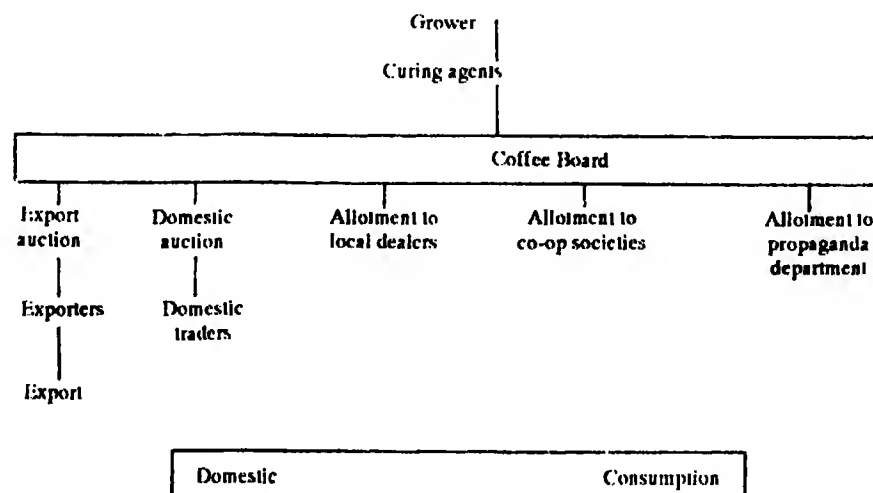 Grower
Curing agents
Coffee Board
Export auction
Domestic auction
Allotment to local dealers
Allotment to co-op societies
Allotment to propaganda department
Exporters
Domestic traders
Export
Domestic Consumption